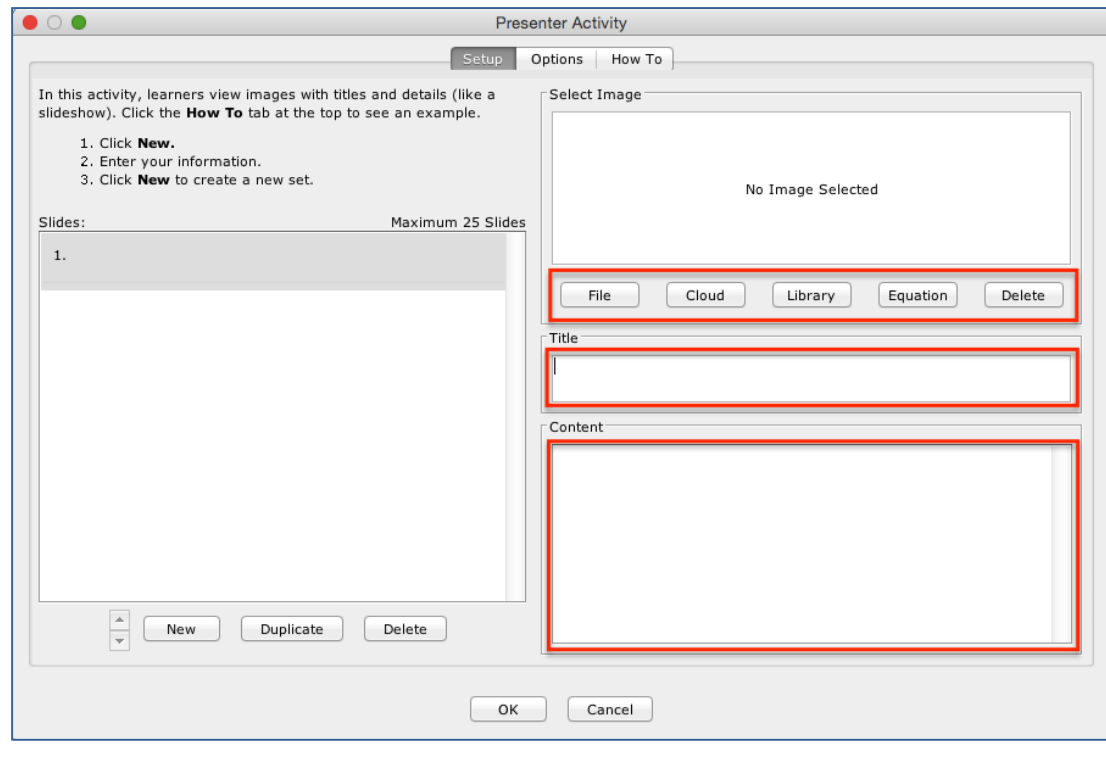 Presenter Activity
Setup Options How To
In this activity, learners view images with titles and details (like a
slideshow). Click the How To tab at the top to see an example.
1. Click New.
2. Enter your information.
3. Click New to create a new set.
Slides: Maximum 25 Slides
1.
New Duplicate Delete
Select Image
No Image Selected
File Cloud Library Equation Delete
Title
Content
OK Cancel